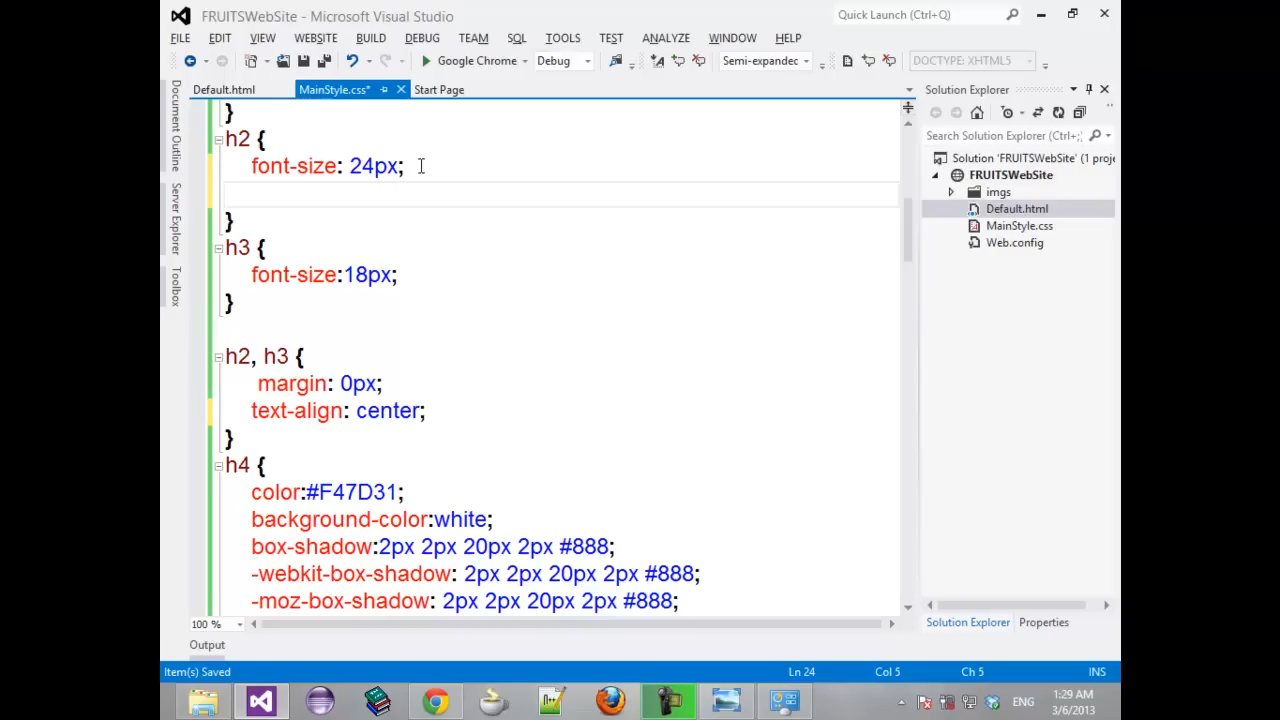 FRUITSWebSite - Microsoft Visual Studio
Quick Launch (Ctrl+Q)
FILE EDIT VIEW WEBSITE BUILD DEBUG TEAM SQL TOOLS TEST ANALYZE WINDOW HELP
Google Chrome Debug Semi-expanded DOCTYPE: XHTML5
Document Outline
Server Explorer
Toolbox
Default.html MainStyle.css* Start Page
}
h2 {
font-size: 24px;
}
h3 {
font-size:18px;
}
h2, h3 {
margin: 0px;
text-align: center;
}
h4 {
color:#F47D31;
background-color:white;
box-shadow:2px 2px 20px 2px #888;
-webkit-box-shadow: 2px 2px 20px 2px #888;
-moz-box-shadow: 2px 2px 20px 2px #888;
100 %
Output
Solution Explorer
Search Solution Explorer (Ctrl+;)
Solution 'FRUITSWebSite' (1 proje
FRUITSWebSite
imgs
Default.html
MainStyle.css
Web.config
Solution Explorer Properties
Item(s) Saved Ln 24 Col 5 Ch 5 INS
ENG
1:29 AM
3/6/2013